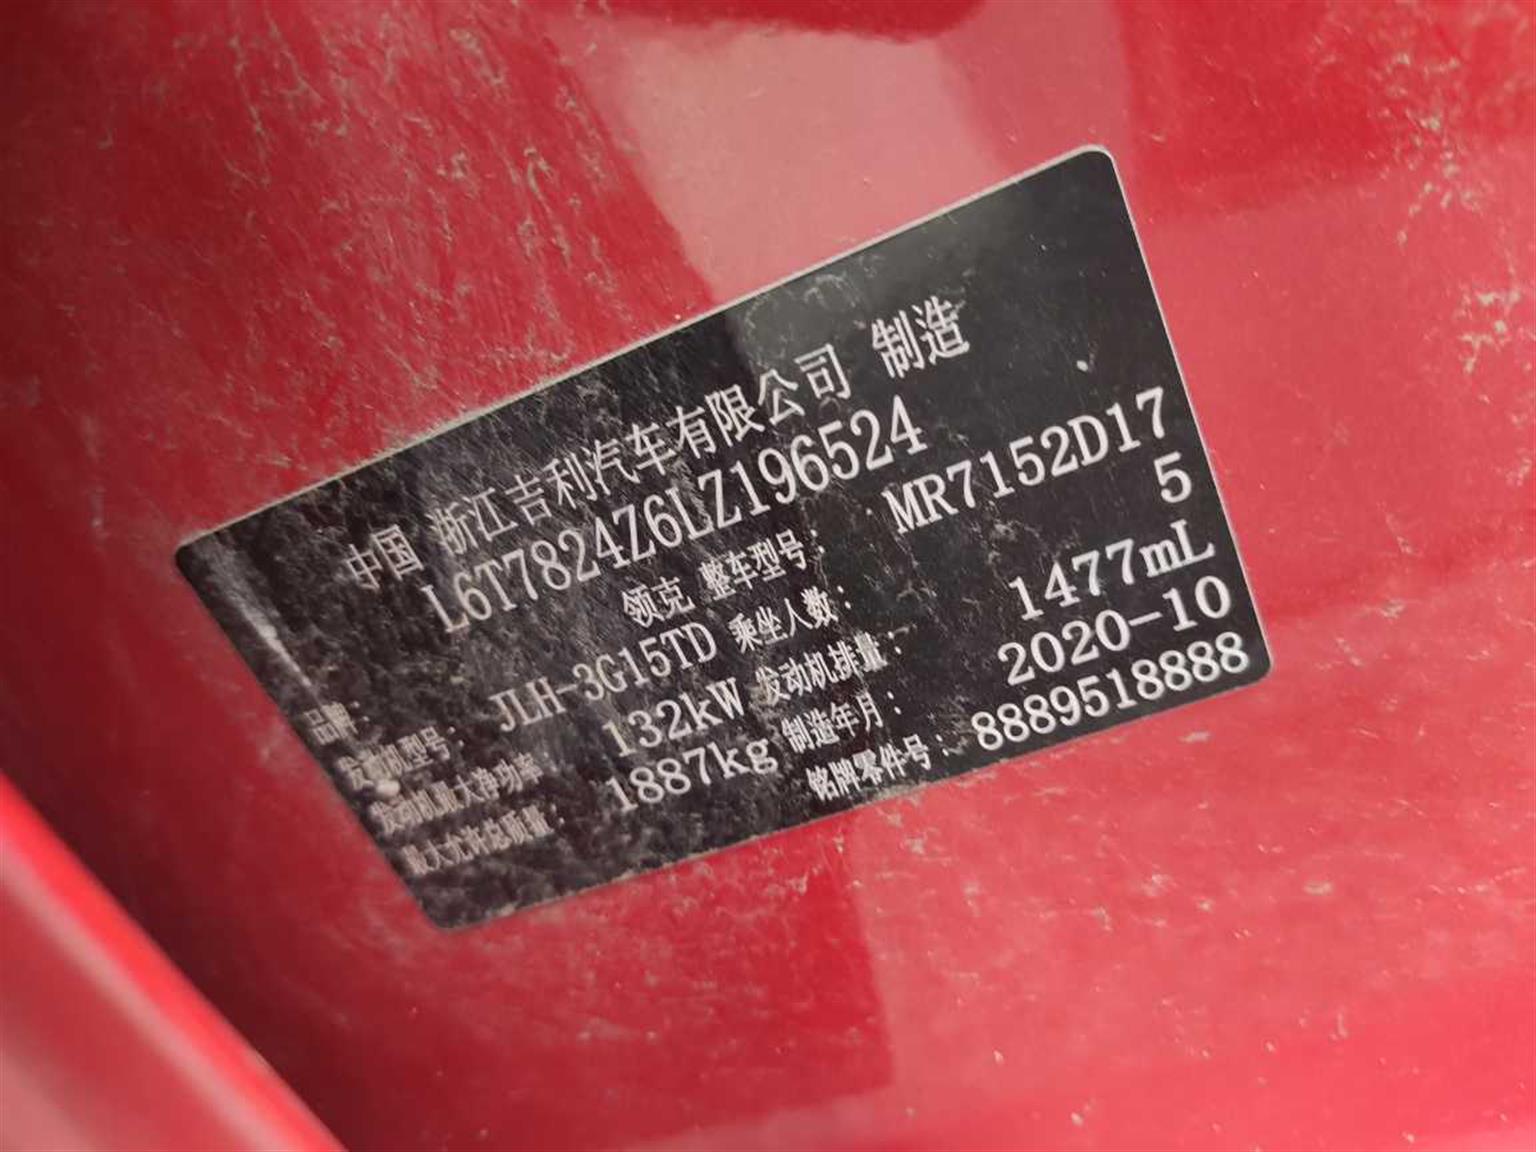 中国 浙江吉利汽车有限公司 制造
L6T7824Z6LZ196524
品牌： 领克 整车型号： MR7152D17
发动机型号： JLH-3G15TD 乘坐人数： 5
发动机最大净功率： 132kW 发动机排量： 1477mL
最大允许总质量： 1887kg 制造年月： 2020-10
铭牌零件号： 8889518888